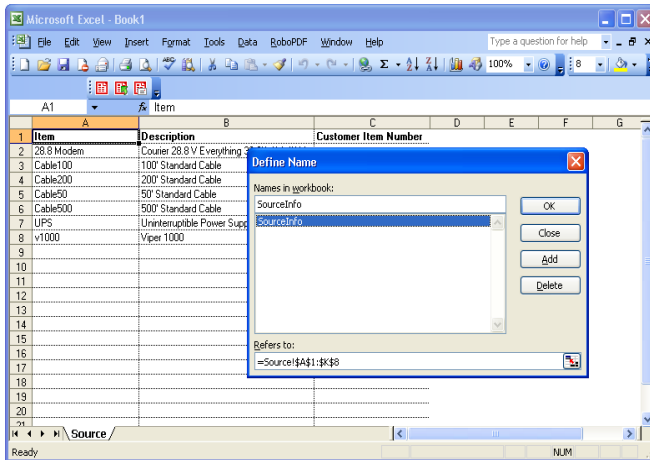 Microsoft Excel - Book1
File Edit View Insert Format Tools Data RoboPDF Window Help Type a question for help
100% 8
A1 fx Item
A B C D E F G
1 Item Description Customer Item Number
2 28.8 Modem Courier 28.8 V Everything
3 Cable100 100' Standard Cable
4 Cable200 200' Standard Cable
5 Cable50 50' Standard Cable
6 Cable500 500' Standard Cable
7 UPS Uninterruptible Power Supp
8 v1000 Viper 1000
9
10
11
12
13
14
15
16
17
18
19
20
21
Define Name
Names in workbook:
SourceInfo
SourceInfo
OK
Close
Add
Delete
Refers to:
=Source!$A$1:$K$8
Source
Ready NUM